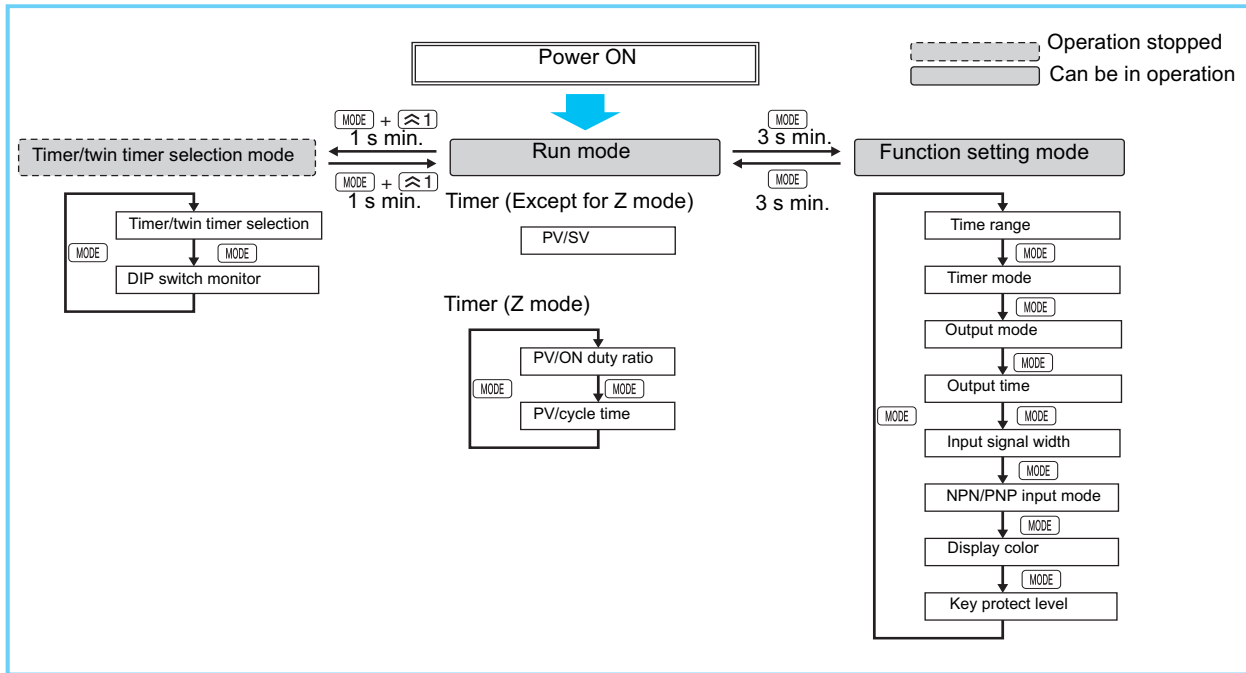 Power ON
Operation stopped
Can be in operation
MODE + ︽1
1 s min.
MODE
3 s min.
Timer/twin timer selection mode
Run mode
Function setting mode
MODE + ︽1
1 s min.
MODE
3 s min.
Timer/twin timer selection
MODE
MODE
DIP switch monitor
Timer (Except for Z mode)
PV/SV
Timer (Z mode)
PV/ON duty ratio
MODE
MODE
PV/cycle time
Time range
MODE
Timer mode
MODE
Output mode
MODE
Output time
MODE
MODE
Input signal width
MODE
NPN/PNP input mode
MODE
Display color
MODE
Key protect level